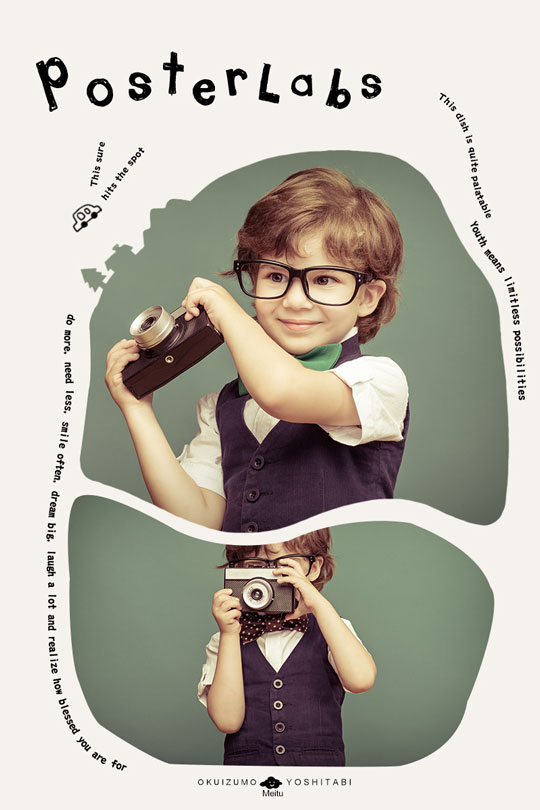 PosterLabs
This sure
hits the spot
This dish is quite palatable
Youth means limitless possibilities
do more, need less, smile often, dream big, laugh a lot and realize how blessed you are for
OKUIZUMO YOSHITABI
Meitu